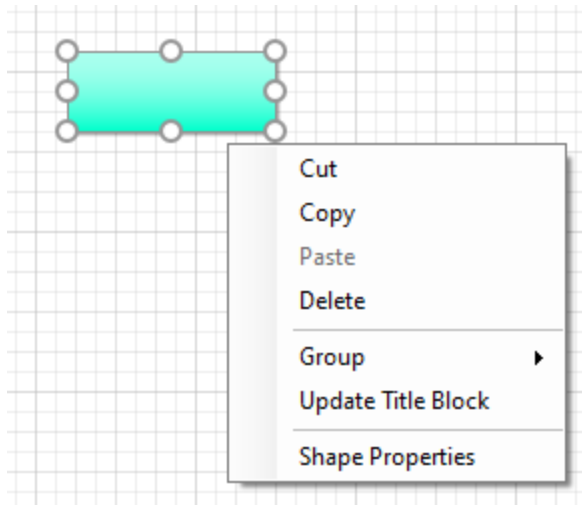 Cut
Copy
Paste
Delete
Group
Update Title Block
Shape Properties